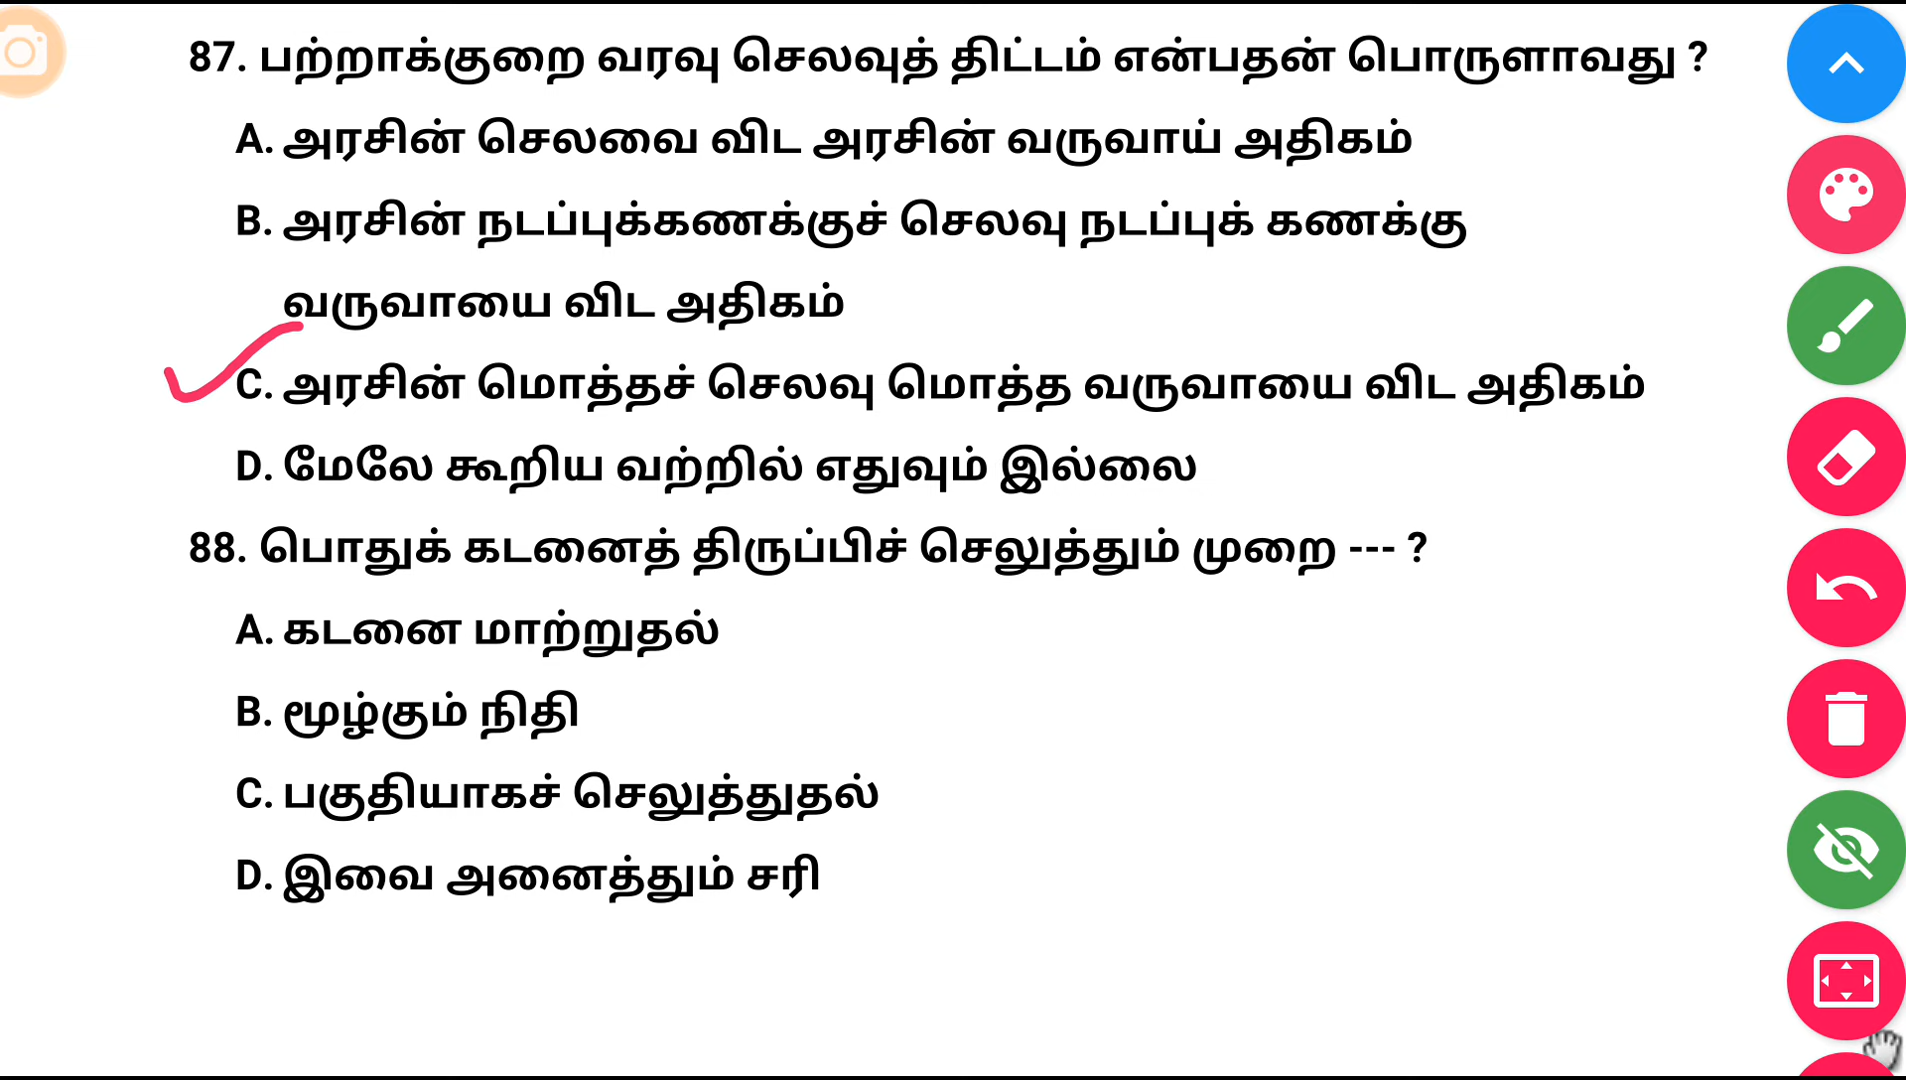 87. பற்றாக்குறை வரவு செலவுத் திட்டம் என்பதன் பொருளாவது ?
A. அரசின் செலவை விட அரசின் வருவாய் அதிகம்
B. அரசின் நடப்புக்கணக்குச் செலவு நடப்புக் கணக்கு
வருவாயை விட அதிகம்
C. அரசின் மொத்தச் செலவு மொத்த வருவாயை விட அதிகம்
D. மேலே கூறிய வற்றில் எதுவும் இல்லை
88. பொதுக் கடனைத் திருப்பிச் செலுத்தும் முறை --- ?
A. கடனை மாற்றுதல்
B. மூழ்கும் நிதி
C. பகுதியாகச் செலுத்துதல்
D. இவை அனைத்தும் சரி